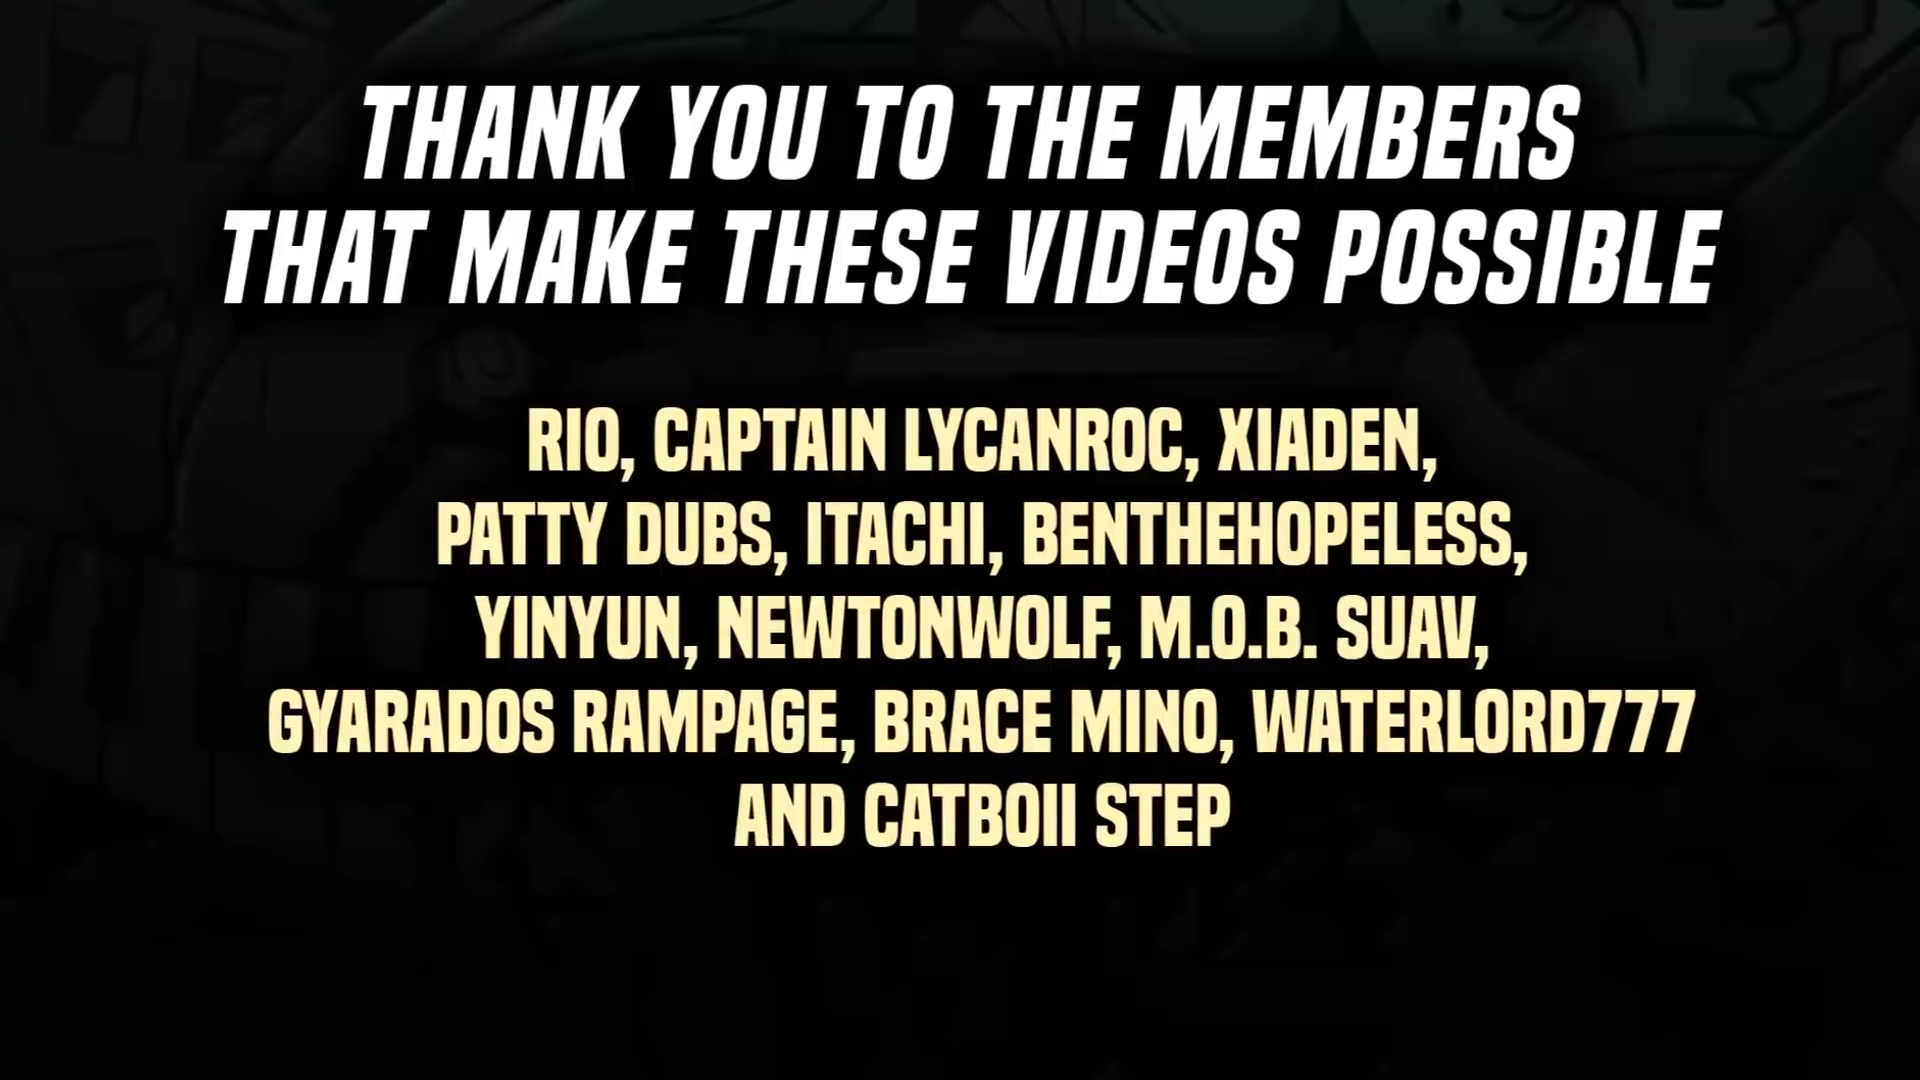 THANK YOU TO THE MEMBERS
THAT MAKE THESE VIDEOS POSSIBLE
RIO, CAPTAIN LYCANROC, XIADEN,
PATTY DUBS, ITACHI, BENTHEHOPELESS,
YINYUN, NEWTONWOLF, M.O.B. SUAV,
GYARADOS RAMPAGE, BRACE MINO, WATERLORD777
AND CATBOII STEP